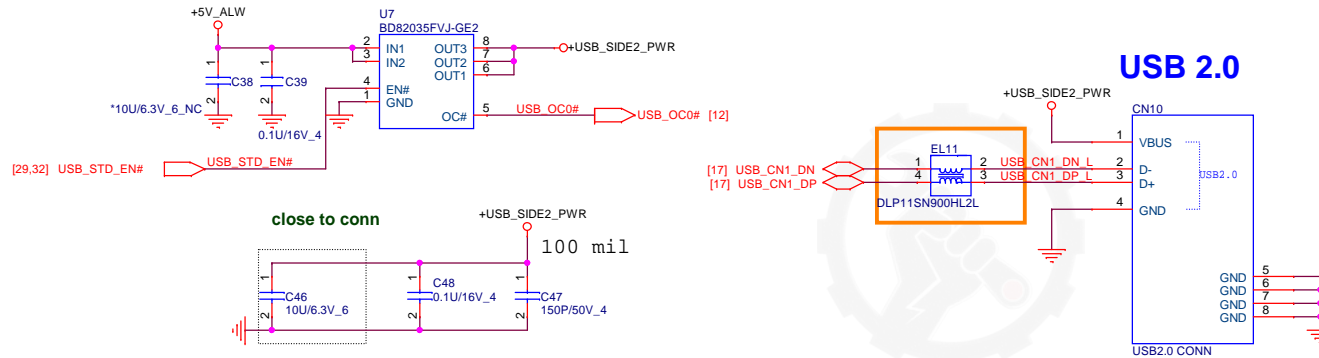 +5V_ALW
U7
BD82035FVJ-GE2
2 IN1 OUT3 8
3 IN2 OUT2 7
OUT1 6
4 EN#
1 GND
OC# 5
+USB_SIDE2_PWR
USB_OC0# USB_OC0# [12]
1 C38 2
*10U/6.3V_6_NC
1 C39 2
0.1U/16V_4
[29,32] USB_STD_EN# USB_STD_EN#
close to conn
+USB_SIDE2_PWR
100 mil
1 C46 2
10U/6.3V_6
1 C48 2
0.1U/16V_4
1 C47 2
150P/50V_4
USB 2.0
+USB_SIDE2_PWR
CN10
1 VBUS
2 D-
3 D+
4 GND
USB2.0
EL11
[17] USB_CN1_DN 1 2 USB_CN1_DN_L
[17] USB_CN1_DP 4 3 USB_CN1_DP_L
DLP11SN900HL2L
GND 5
GND 6
GND 7
GND 8
USB2.0 CONN